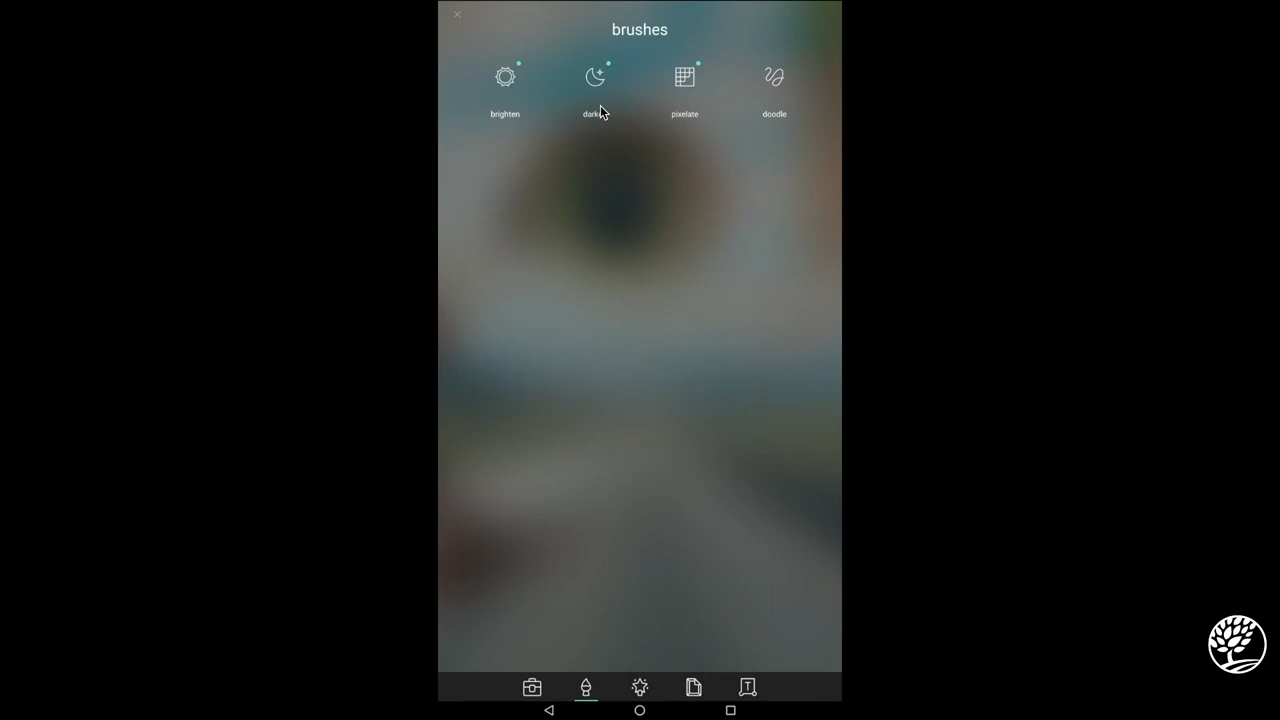 brushes
brighten
pixelate
doodle
T